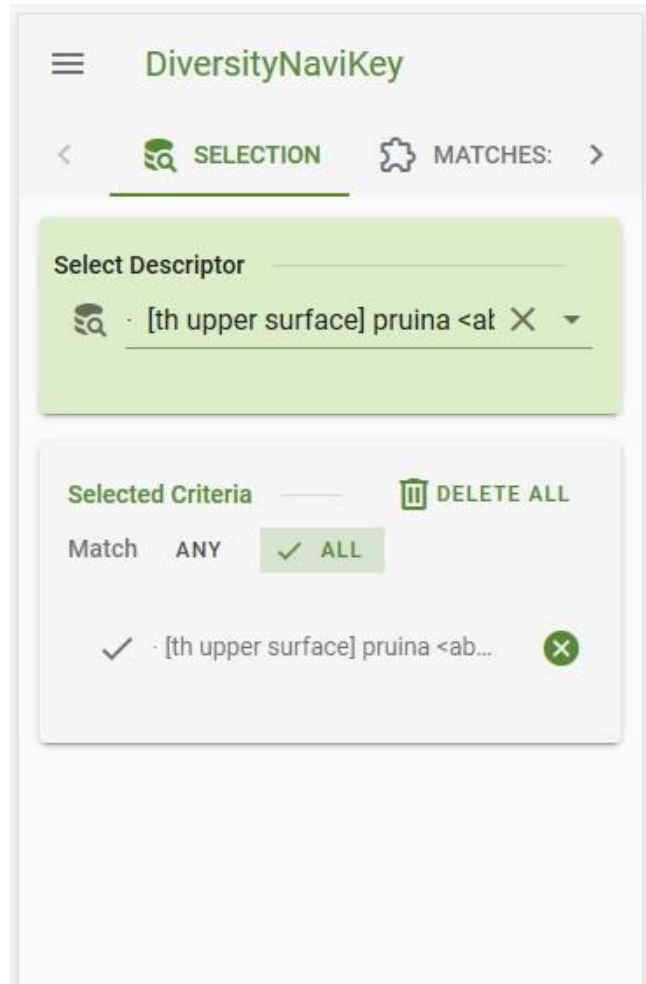 DiversityNaviKey
SELECTION MATCHES:
Select Descriptor
· [th upper surface] pruina <ab
Selected Criteria DELETE ALL
Match ANY ALL
· [th upper surface] pruina <ab...